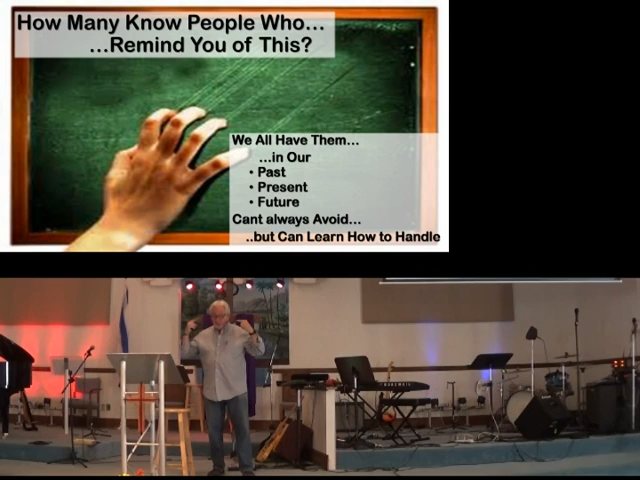 How Many Know People Who...
...Remind You of This?
We All Have Them...
...in Our
• Past
• Present
• Future
Cant always Avoid...
..but Can Learn How to Handle